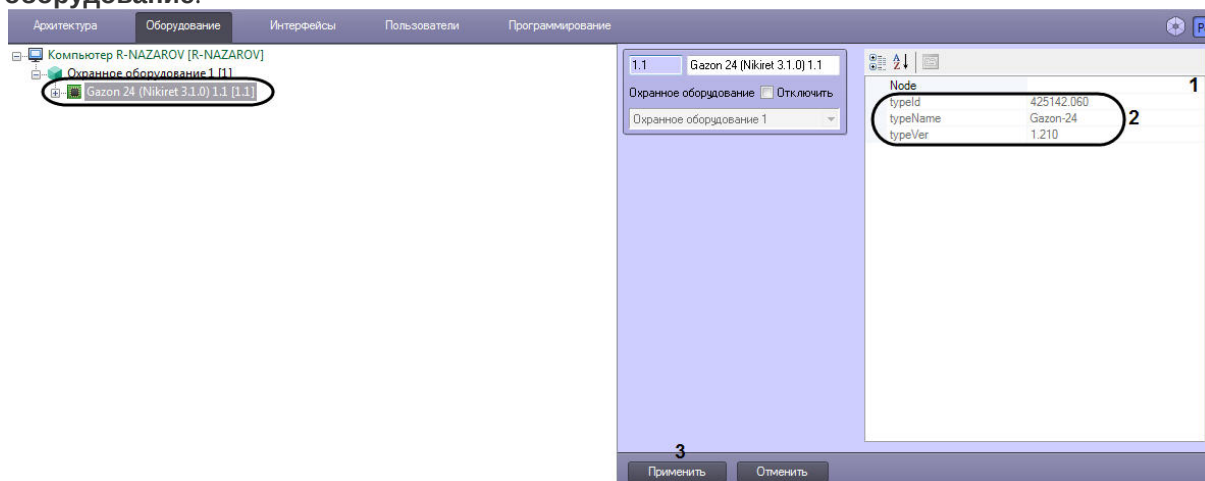 оборудование.
Архитектура Оборудование Интерфейсы Пользователи Программирование
Компьютер R-NAZAROV [R-NAZAROV]
Охранное оборудование 1 [1]
Gazon 24 (Nikiret 3.1.0) 1.1 [1.1]
1.1 Gazon 24 (Nikiret 3.1.0) 1.1
Охранное оборудование Отключить
Охранное оборудование 1
Node 1
typeId 425142.060
typeName Gazon-24 2
typeVer 1.210
3
Применить Отменить